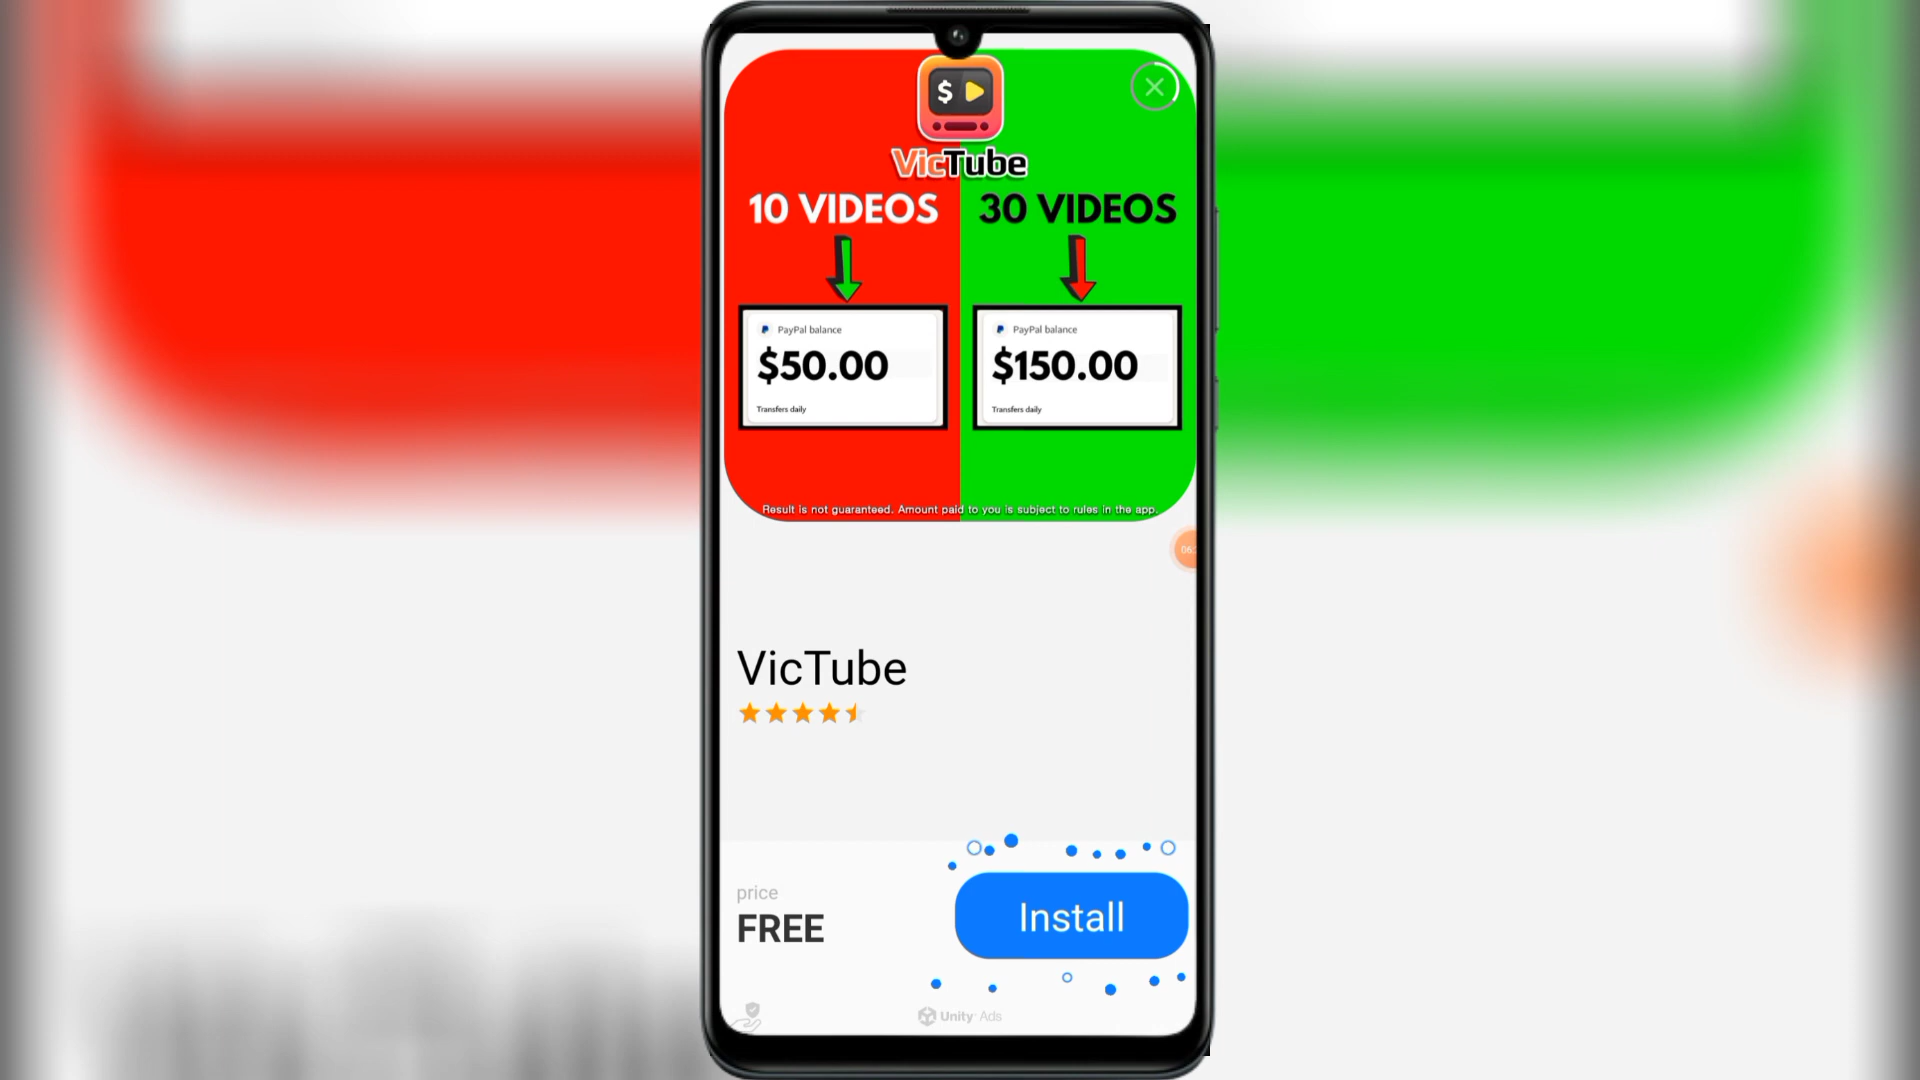 $
VicTube
10 VIDEOS
30 VIDEOS
PayPal balance
$50.00
Transfers daily
PayPal balance
$150.00
Transfers daily
Result is not guaranteed. Amount paid to you is subject to rules in the app.
06:
VicTube
price
FREE
Install
Unity Ads